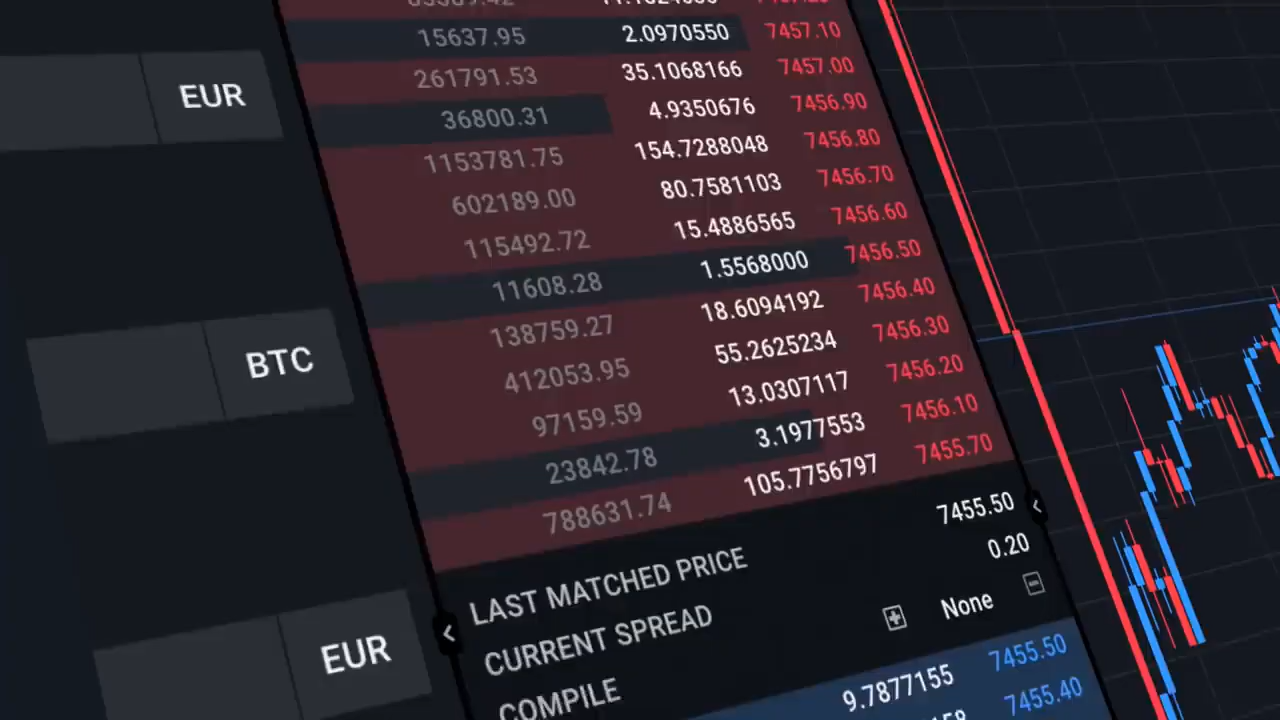 15637.95 2.0970550 7457.10
261791.53 35.1068166 7457.00
EUR
36800.31 4.9350676 7456.90
1153781.75 154.7288048 7456.80
602189.00 80.7581103 7456.70
115492.72 15.4886565 7456.60
11608.28 1.5568000 7456.50
138759.27 18.6094192 7456.40
BTC
412053.95 55.2625234 7456.30
97159.59 13.0307117 7456.20
23842.78 3.1977553 7456.10
788631.74 105.7756797 7455.70
LAST MATCHED PRICE 7455.50
CURRENT SPREAD 0.20
COMPILE None
EUR
9.7877155 7455.50
7455.40